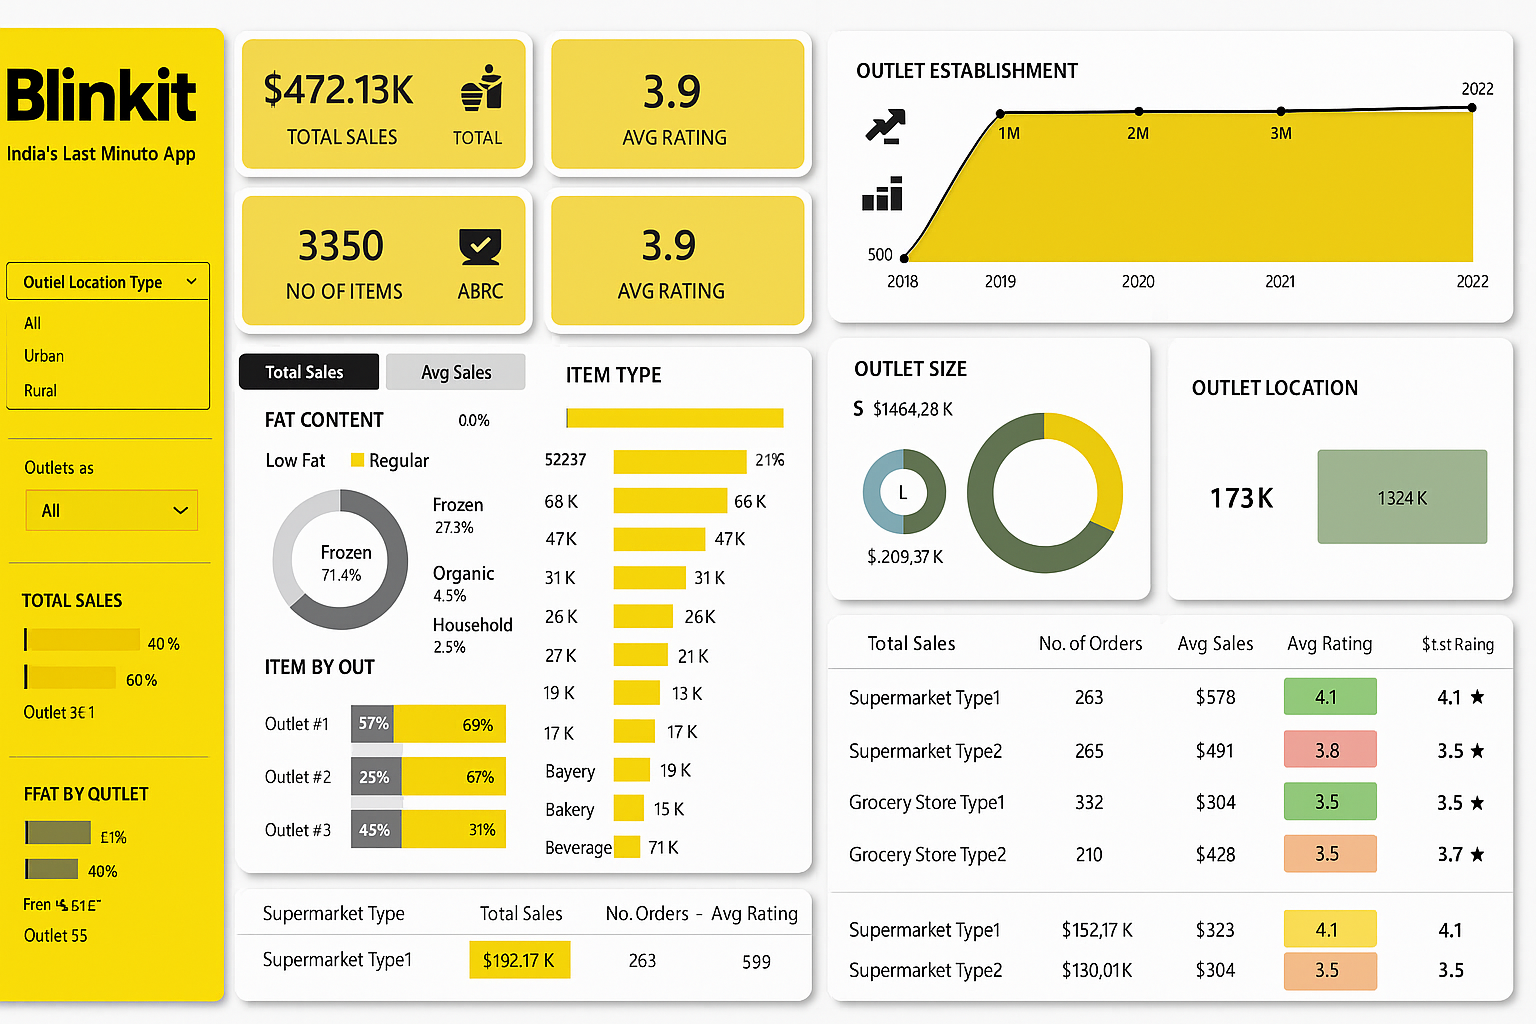 Blinkit
India's Last Minuto App
Outiel Location Type
All
Urban
Rural
Outlets as
All
TOTAL SALES
40%
60%
Outlet 3€1
FFAT BY QUTLET
£1%
40%
Fren
Outlet 55
$472.13K
TOTAL SALES
TOTAL
3.9
AVG RATING
3350
NO OF ITEMS
ABRC
3.9
AVG RATING
OUTLET ESTABLISHMENT
2022
1M
2M
3M
500
2018
2019
2020
2021
2022
Total Sales
Avg Sales
FAT CONTENT
0.0%
Low Fat
Regular
Frozen
71.4%
Frozen
27.3%
Organic
4.5%
Household
2.5%
ITEM BY OUT
Outlet #1 57% 69%
Outlet #2 25% 67%
Outlet #3 45% 31%
ITEM TYPE
52237 21%
68 K 66 K
47K 47K
31 K 31 K
26 K 26K
27 K 21 K
19 K 13 K
17 K 17 K
Bayery 19 K
Bakery 15 K
Beverage 71 K
OUTLET SIZE
S $1464,28 K
L
$.209,37 K
OUTLET LOCATION
173K
1324 K
Supermarket Type Total Sales No. Orders - Avg Rating
Supermarket Type1 $192.17 K 263 599
Total Sales No. of Orders Avg Sales Avg Rating $t.st Raing
Supermarket Type1 263 $578 4.1 4.1 ★
Supermarket Type2 265 $491 3.8 3.5 ★
Grocery Store Type1 332 $304 3.5 3.5 ★
Grocery Store Type2 210 $428 3.5 3.7 ★
Supermarket Type1 $152,17 K $323 4.1 4.1
Supermarket Type2 $130,01K $304 3.5 3.5